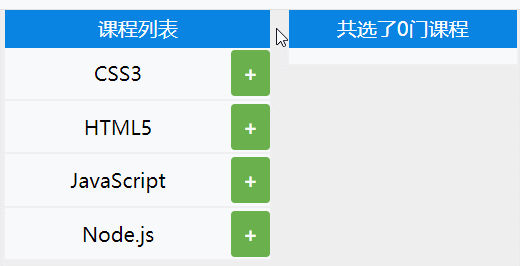 课程列表
CSS3 +
HTML5 +
JavaScript +
Node.js +
共选了0门课程